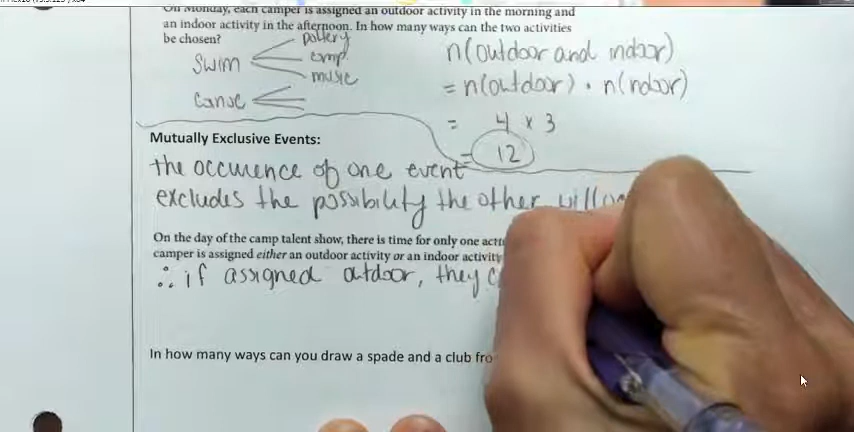 On Monday, each camper is assigned an outdoor activity in the morning and
an indoor activity in the afternoon. In how many ways can the two activities
be chosen?
pottery
swim
comp.
music
canoe
n(outdoor and indoor)
= n(outdoor) · n(indoor)
= 4 x 3
= 12
Mutually Exclusive Events:
the occurence of one event
excludes the possibility the other will
On the day of the camp talent show, there is time for only one
camper is assigned either an outdoor activity or an indoor activity
∴ if assigned outdoor, they
In how many ways can you draw a spade and a club